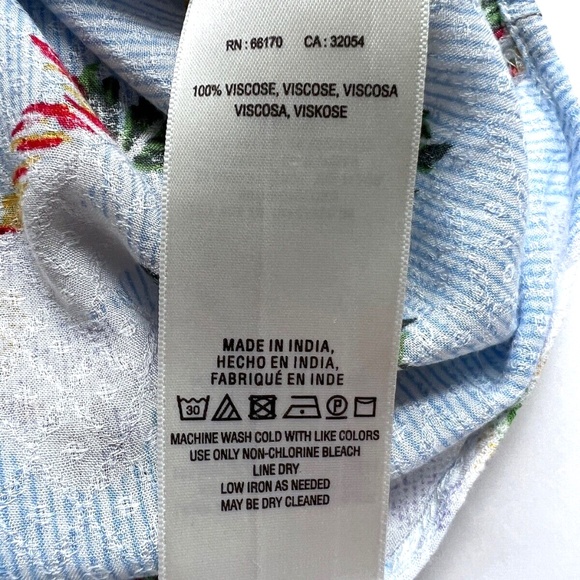 RN : 66170 CA : 32054
100% VISCOSE, VISCOSE, VISCOSA
VISCOSA, VISKOSE
MADE IN INDIA,
HECHO EN INDIA,
FABRIQUÉ EN INDE
30 P
MACHINE WASH COLD WITH LIKE COLORS
USE ONLY NON-CHLORINE BLEACH
LINE DRY
LOW IRON AS NEEDED
MAY BE DRY CLEANED